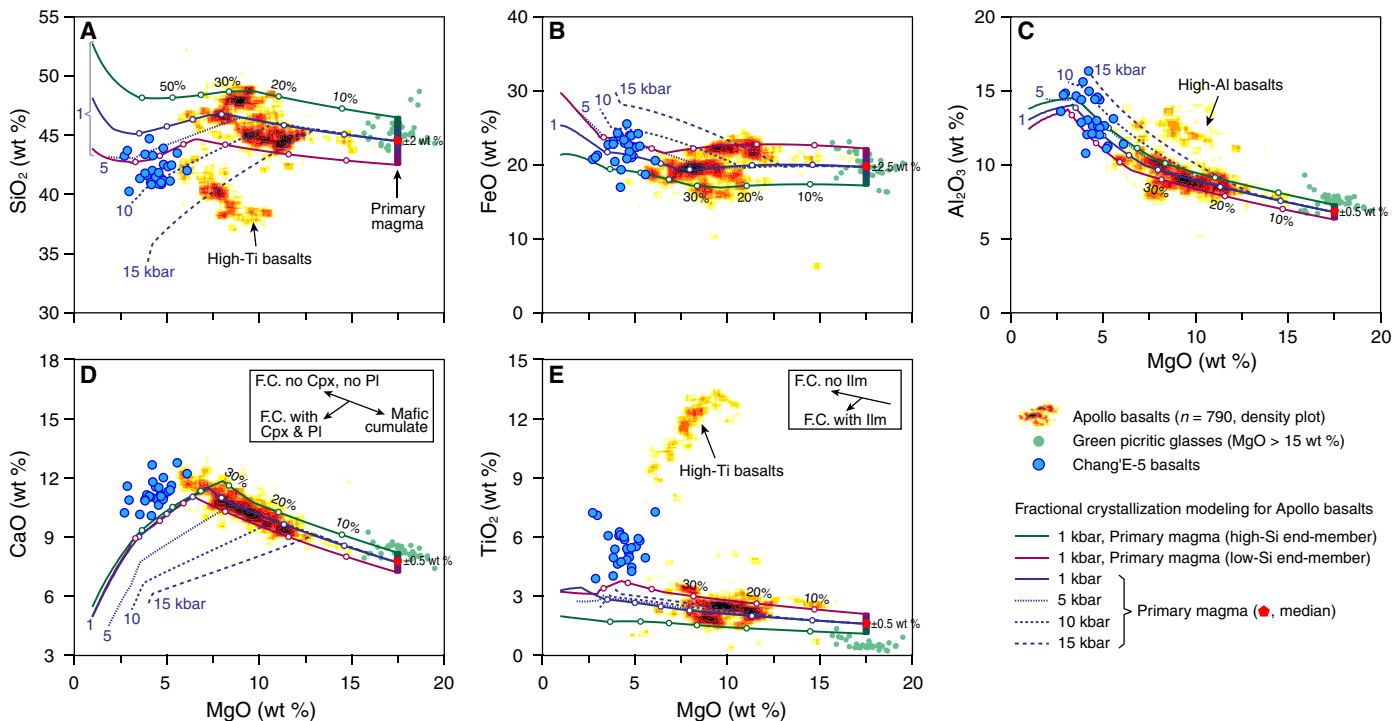 A
SiO2 (wt %)
55
50
45
40
35
30
1
5
10
15 kbar
50%
30%
20%
10%
±2 wt %
Primary
magma
High-Ti basalts
B
FeO (wt %)
40
30
20
10
0
1
5
10
15 kbar
30%
20%
10%
±2.5 wt %
C
Al2O3 (wt %)
20
15
10
5
0
5
10
15 kbar
1
High-Al basalts
30%
20%
10%
±0.5 wt %
0
5
10
15
20
MgO (wt %)
D
CaO (wt %)
18
15
12
9
6
3
F.C. no Cpx, no Pl
F.C. with
Cpx & Pl
Mafic
cumulate
30%
20%
10%
±0.5 wt %
1
5
10
15 kbar
0
5
10
15
20
MgO (wt %)
E
TiO2 (wt %)
15
12
9
6
3
0
F.C. no Ilm
F.C. with Ilm
High-Ti basalts
30%
20%
10%
±0.5 wt %
0
5
10
15
20
MgO (wt %)
Apollo basalts (n = 790, density plot)
Green picritic glasses (MgO > 15 wt %)
Chang'E-5 basalts
Fractional crystallization modeling for Apollo basalts
1 kbar, Primary magma (high-Si end-member)
1 kbar, Primary magma (low-Si end-member)
1 kbar
5 kbar
10 kbar
15 kbar
Primary magma ( , median)